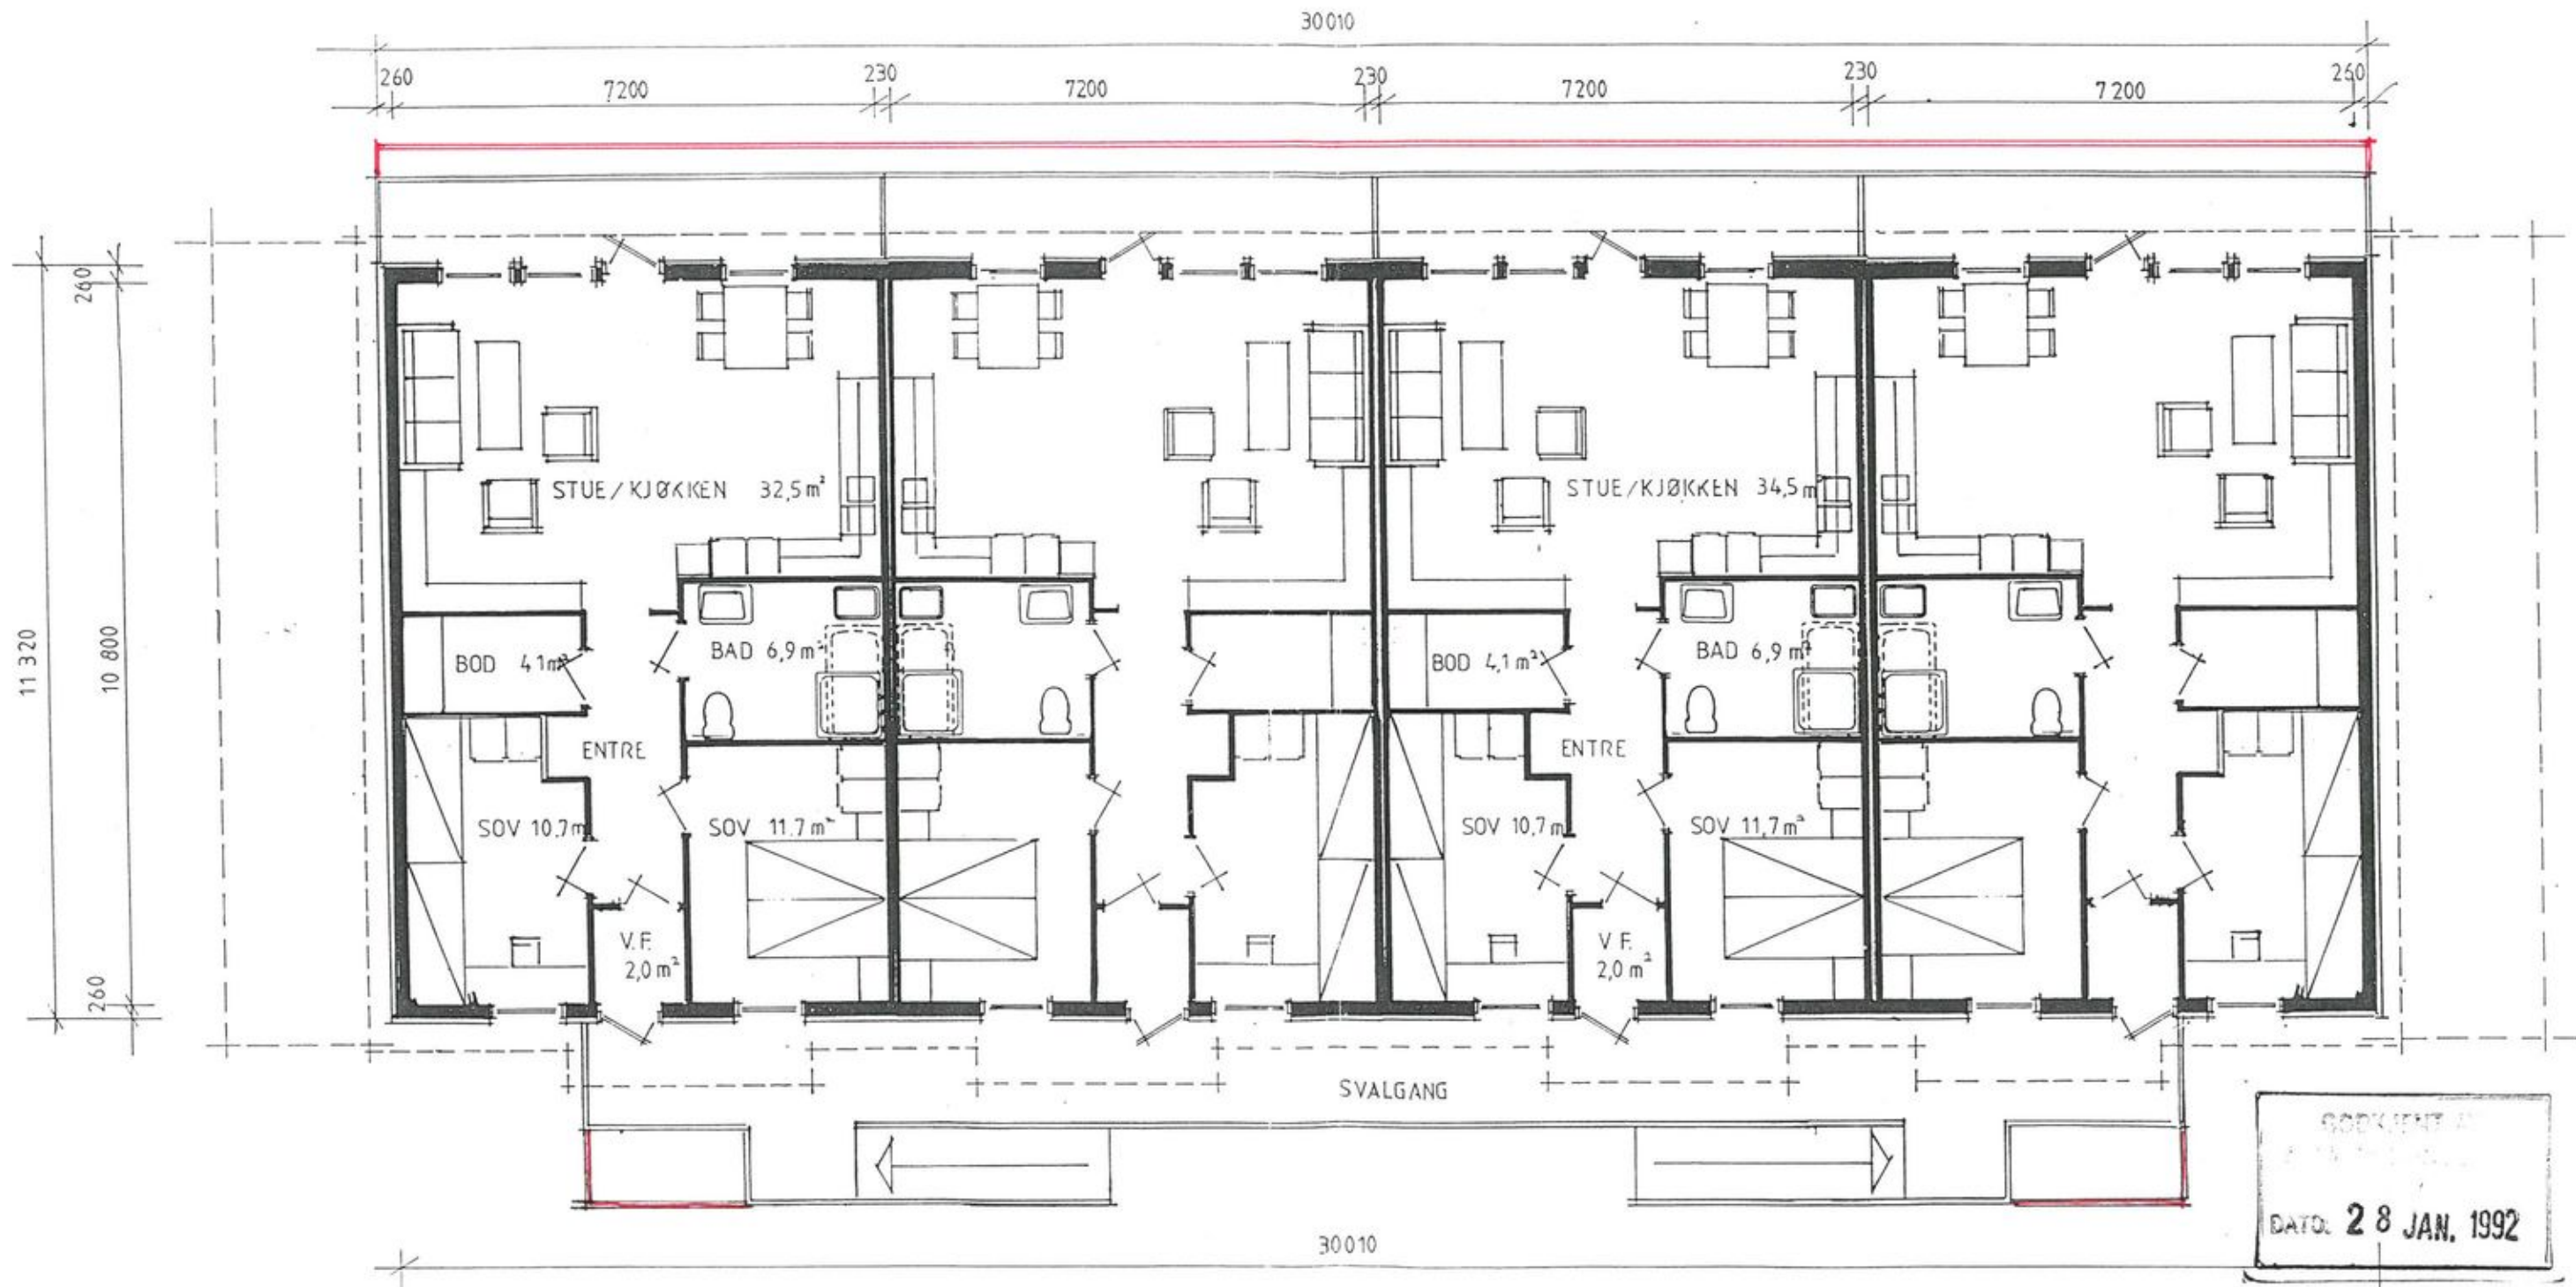 30010
260 7200 230 7200 230 7200 230 7200 260
260
11 320
10 800
260
STUE/KJØKKEN 32,5 m²
STUE/KJØKKEN 34,5 m
BOD 4,1 m²
BAD 6,9 m²
BOD 4,1 m²
BAD 6,9 m²
ENTRE
ENTRE
SOV 10,7 m
SOV 11.7 m²
SOV 10,7 m
SOV 11,7 m²
V.F.
2,0 m²
V.F.
2,0 m²
SVALGANG
GODKJENT
DATO: 28 JAN. 1992
30010